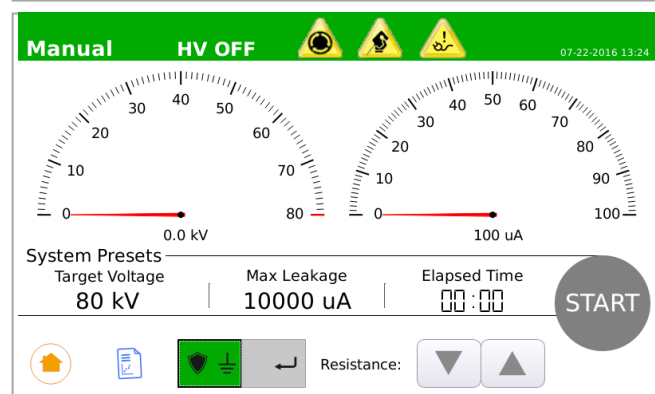 Manual HV OFF 07-22-2016 13:24
0 10 20 30 40 50 60 70 80
0.0 kV
0 10 20 30 40 50 60 70 80 90 100
100 uA
System Presets
Target Voltage Max Leakage Elapsed Time
80 kV 10000 uA 00:00
START
Resistance: